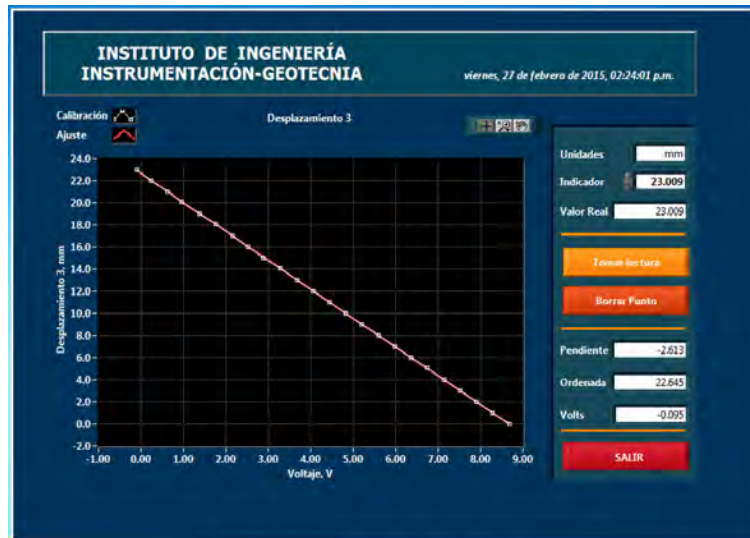 INSTITUTO DE INGENIERÍA
INSTRUMENTACIÓN-GEOTECNIA
viernes, 27 de febrero de 2015, 02:24:01 p.m.
Calibración
Ajuste
Desplazamiento 3
24.0
22.0
20.0
18.0
16.0
14.0
12.0
10.0
8.0
6.0
4.0
2.0
0.0
-2.0
Desplazamiento 3, mm
-1.00 0.00 1.00 2.00 3.00 4.00 5.00 6.00 7.00 8.00 9.00
Voltaje, V
Unidades mm
Indicador 23.009
Valor Real 23.009
Tomar lectura
Borrar Punto
Pendiente -2.613
Ordenada 22.645
Volts -0.095
SALIR